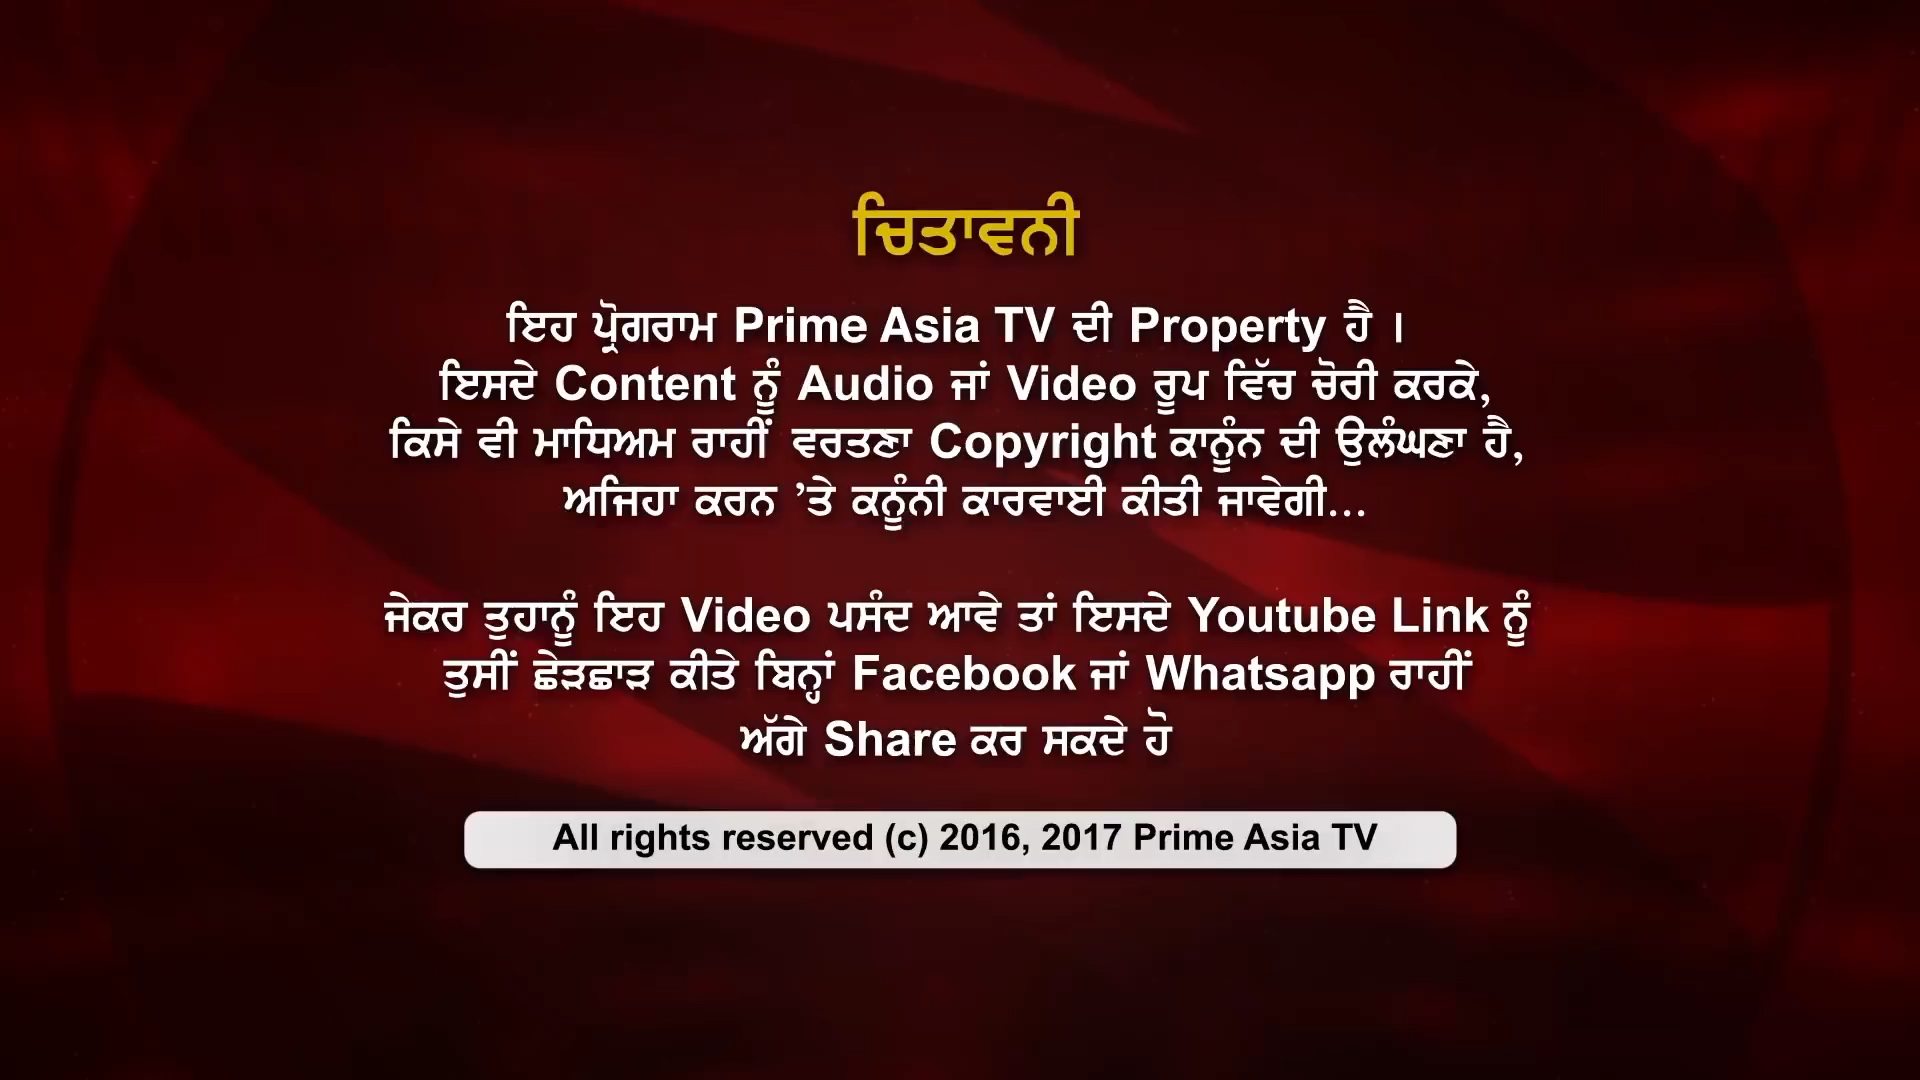 ਚਿਤਾਵਨੀ
ਇਹ ਪ੍ਰੋਗਰਾਮ Prime Asia TV ਦੀ Property ਹੈ ।
ਇਸਦੇ Content ਨੂੰ Audio ਜਾਂ Video ਰੂਪ ਵਿੱਚ ਚੋਰੀ ਕਰਕੇ,
ਕਿਸੇ ਵੀ ਮਾਧਿਅਮ ਰਾਹੀਂ ਵਰਤਣਾ Copyright ਕਾਨੂੰਨ ਦੀ ਉਲੰਘਣਾ ਹੈ,
ਅਜਿਹਾ ਕਰਨ ’ਤੇ ਕਨੂੰਨੀ ਕਾਰਵਾਈ ਕੀਤੀ ਜਾਵੇਗੀ...
ਜੇਕਰ ਤੁਹਾਨੂੰ ਇਹ Video ਪਸੰਦ ਆਵੇ ਤਾਂ ਇਸਦੇ Youtube Link ਨੂੰ
ਤੁਸੀਂ ਛੇੜਛਾੜ ਕੀਤੇ ਬਿਨ੍ਹਾਂ Facebook ਜਾਂ Whatsapp ਰਾਹੀਂ
ਅੱਗੇ Share ਕਰ ਸਕਦੇ ਹੋ
All rights reserved (c) 2016, 2017 Prime Asia TV